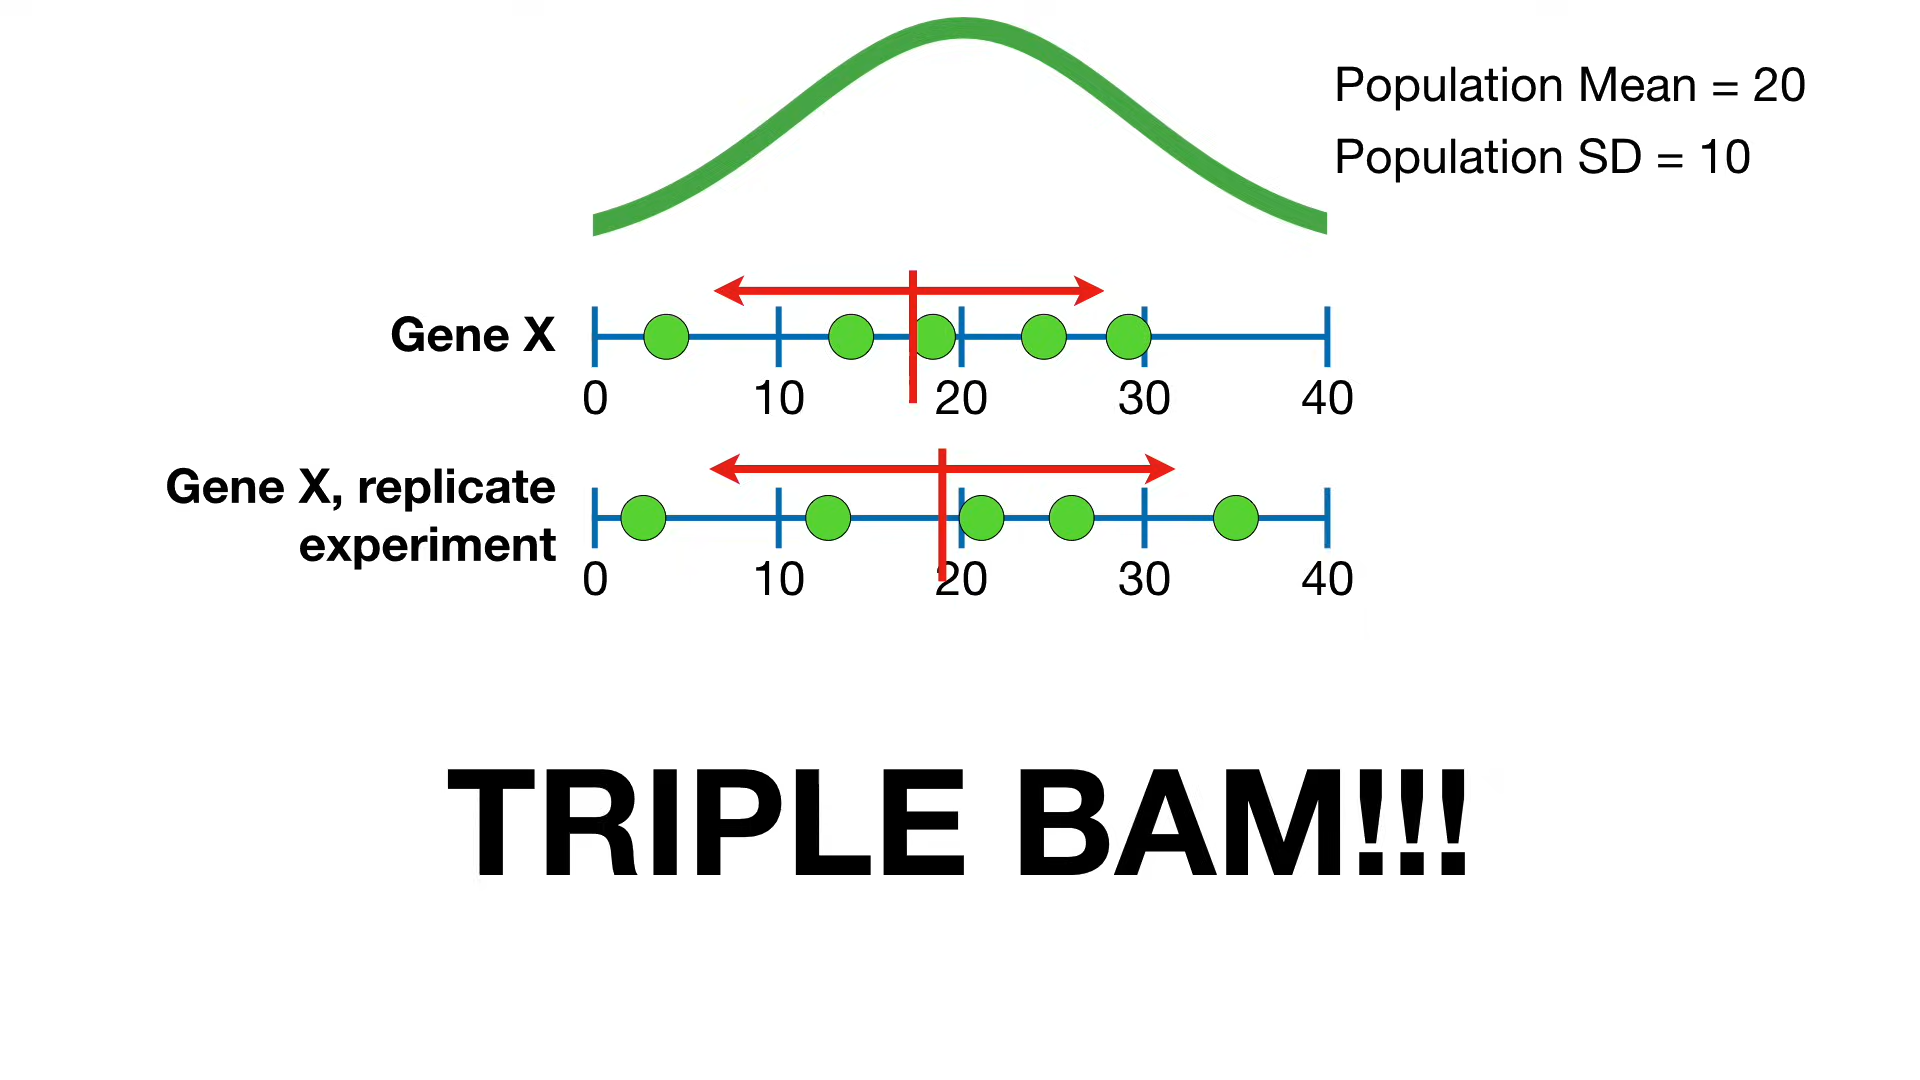 Population Mean = 20
Population SD = 10
Gene X
0 10 20 30 40
Gene X, replicate
experiment
0 10 20 30 40
TRIPLE BAM!!!